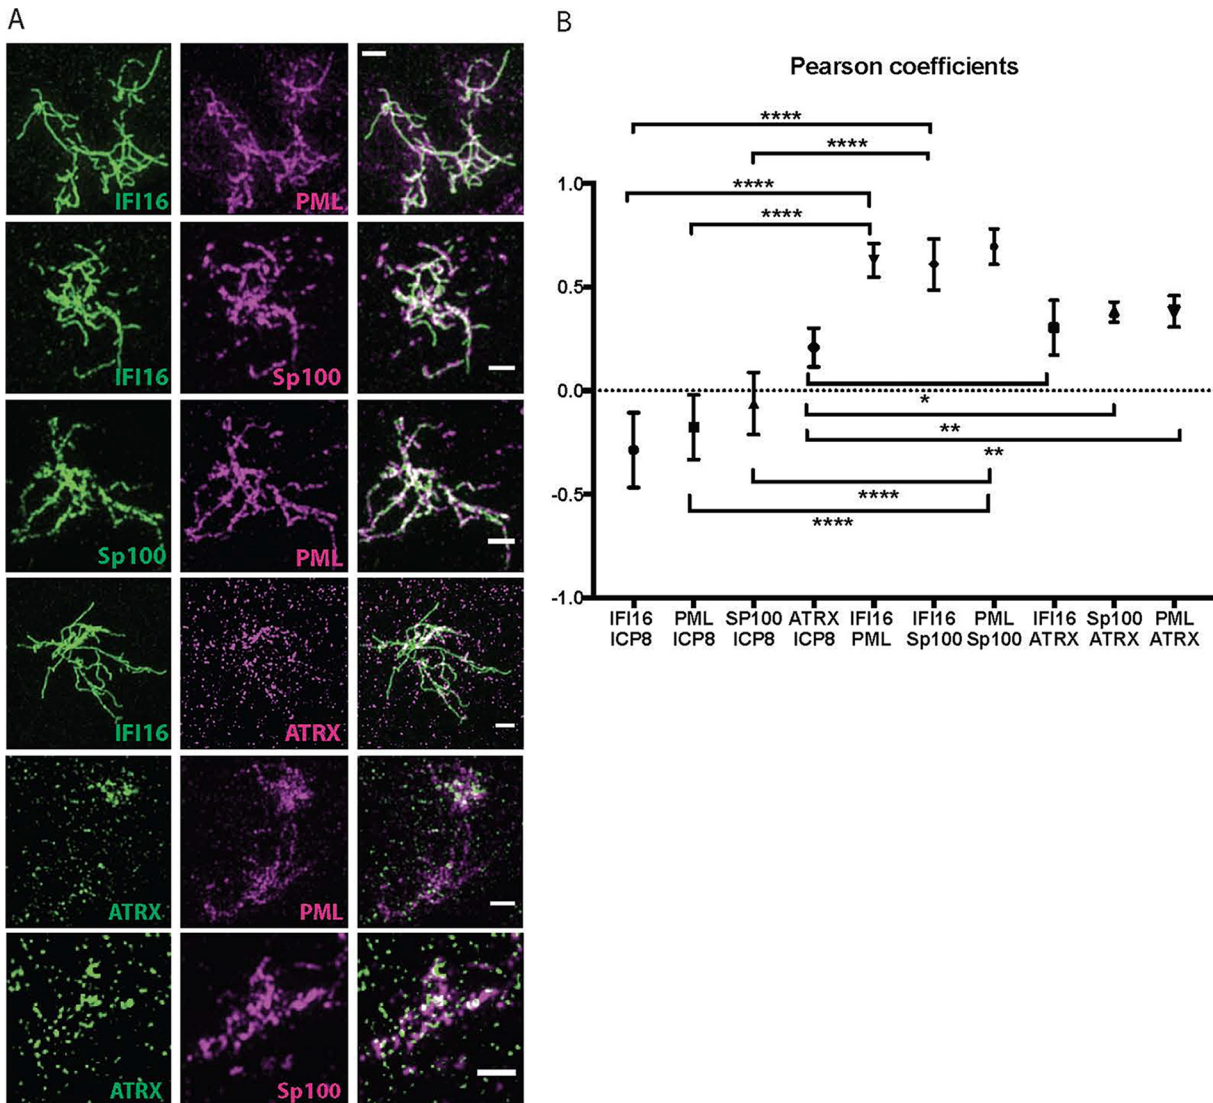 A
IFI16 PML
IFI16 Sp100
Sp100 PML
IFI16 ATRX
ATRX PML
ATRX Sp100
B
Pearson coefficients
****
****
****
****
1.0
0.5
0.0
-0.5
-1.0
*
**
**
****
****
IFI16 PML SP100 ATRX IFI16 IFI16 PML IFI16 Sp100 PML
ICP8 ICP8 ICP8 ICP8 PML Sp100 Sp100 ATRX ATRX ATRX